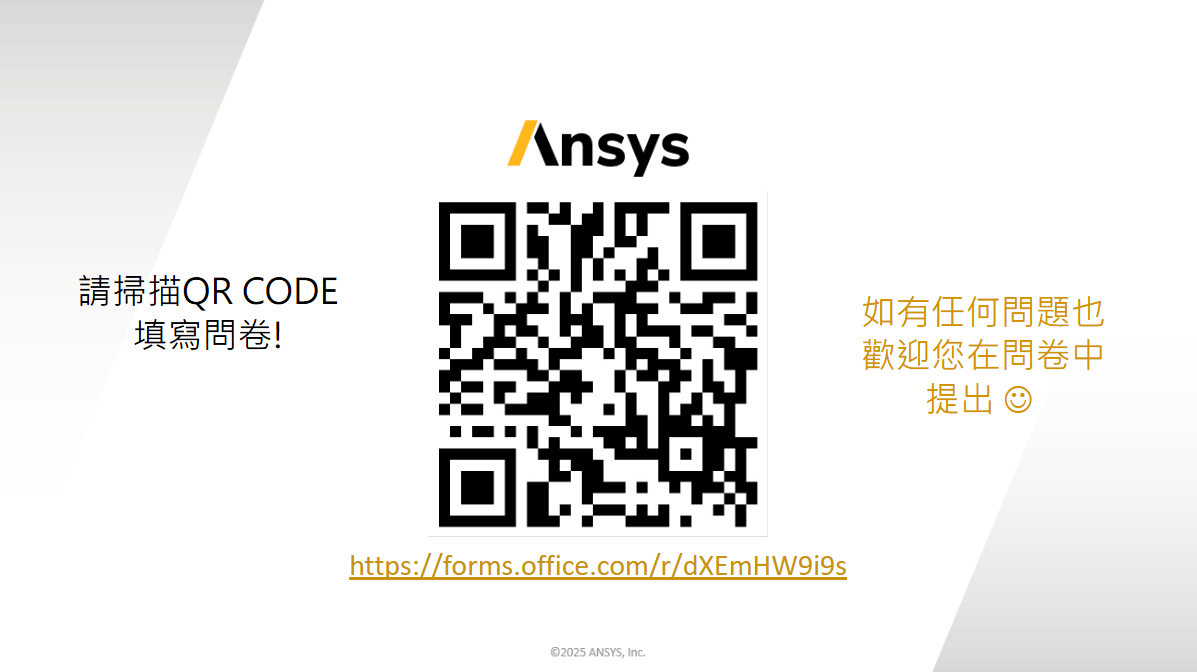 Ansys
請掃描QR CODE
填寫問卷!
如有任何問題也
歡迎您在問卷中
提出 ☺
https://forms.office.com/r/dXEmHW9i9s
©2025 ANSYS, Inc.